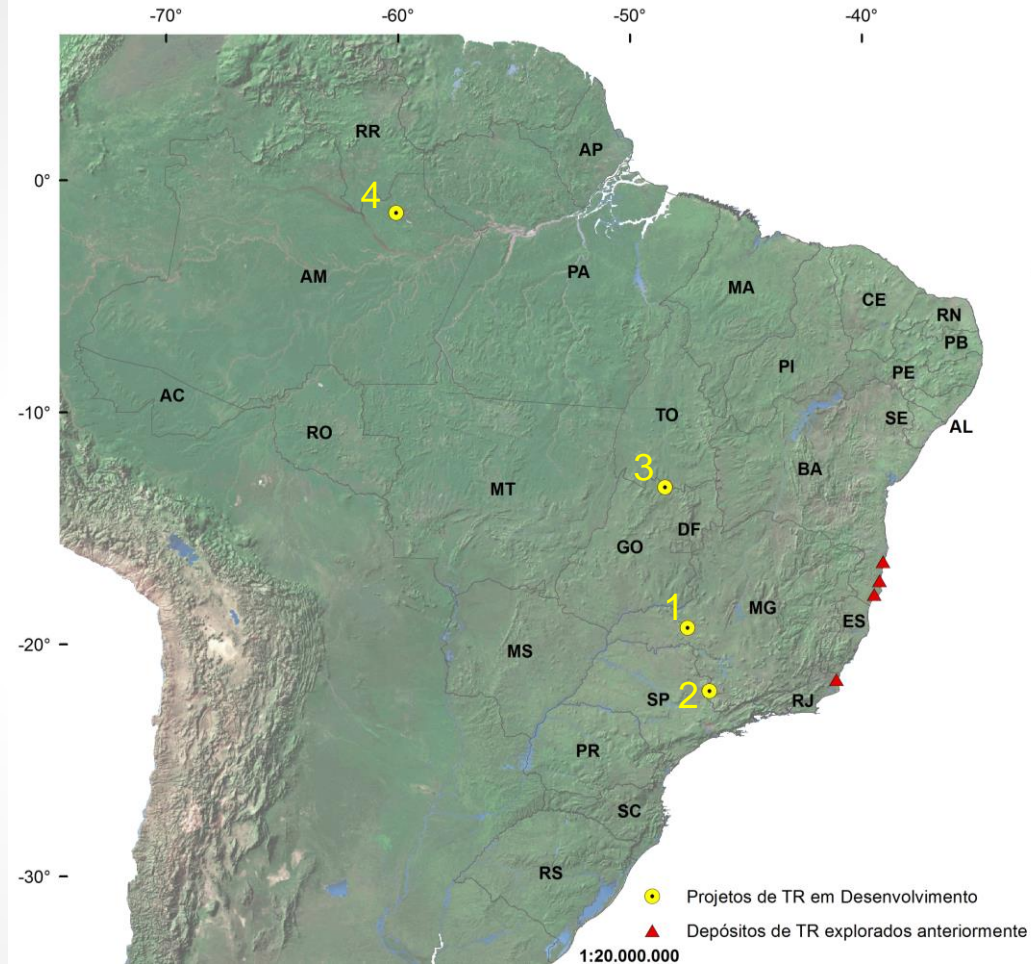 -70°
-60°
-50°
-40°
RR
AP
0°
4
AM
PA
MA
CE
RN
PB
PI
PE
AC
TO
SE
AL
-10°
RO
BA
3
MT
DF
GO
1
MG
ES
-20°
MS
2
SP
RJ
PR
SC
RS
-30°
Projetos de TR em Desenvolvimento
Depósitos de TR explorados anteriormente
1:20.000.000